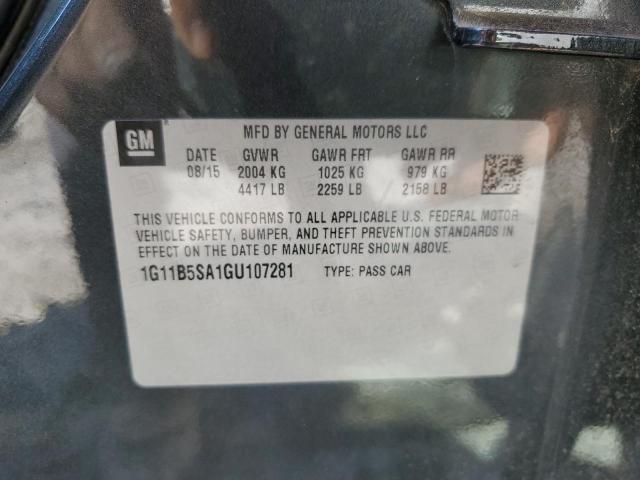 GM
MFD BY GENERAL MOTORS LLC
DATE GVWR GAWR FRT GAWR RR
08/15 2004 KG 1025 KG 979 KG
4417 LB 2259 LB 2158 LB
THIS VEHICLE CONFORMS TO ALL APPLICABLE U.S. FEDERAL MOTOR
VEHICLE SAFETY, BUMPER, AND THEFT PREVENTION STANDARDS IN
EFFECT ON THE DATE OF MANUFACTURE SHOWN ABOVE.
1G11B5SA1GU107281 TYPE: PASS CAR